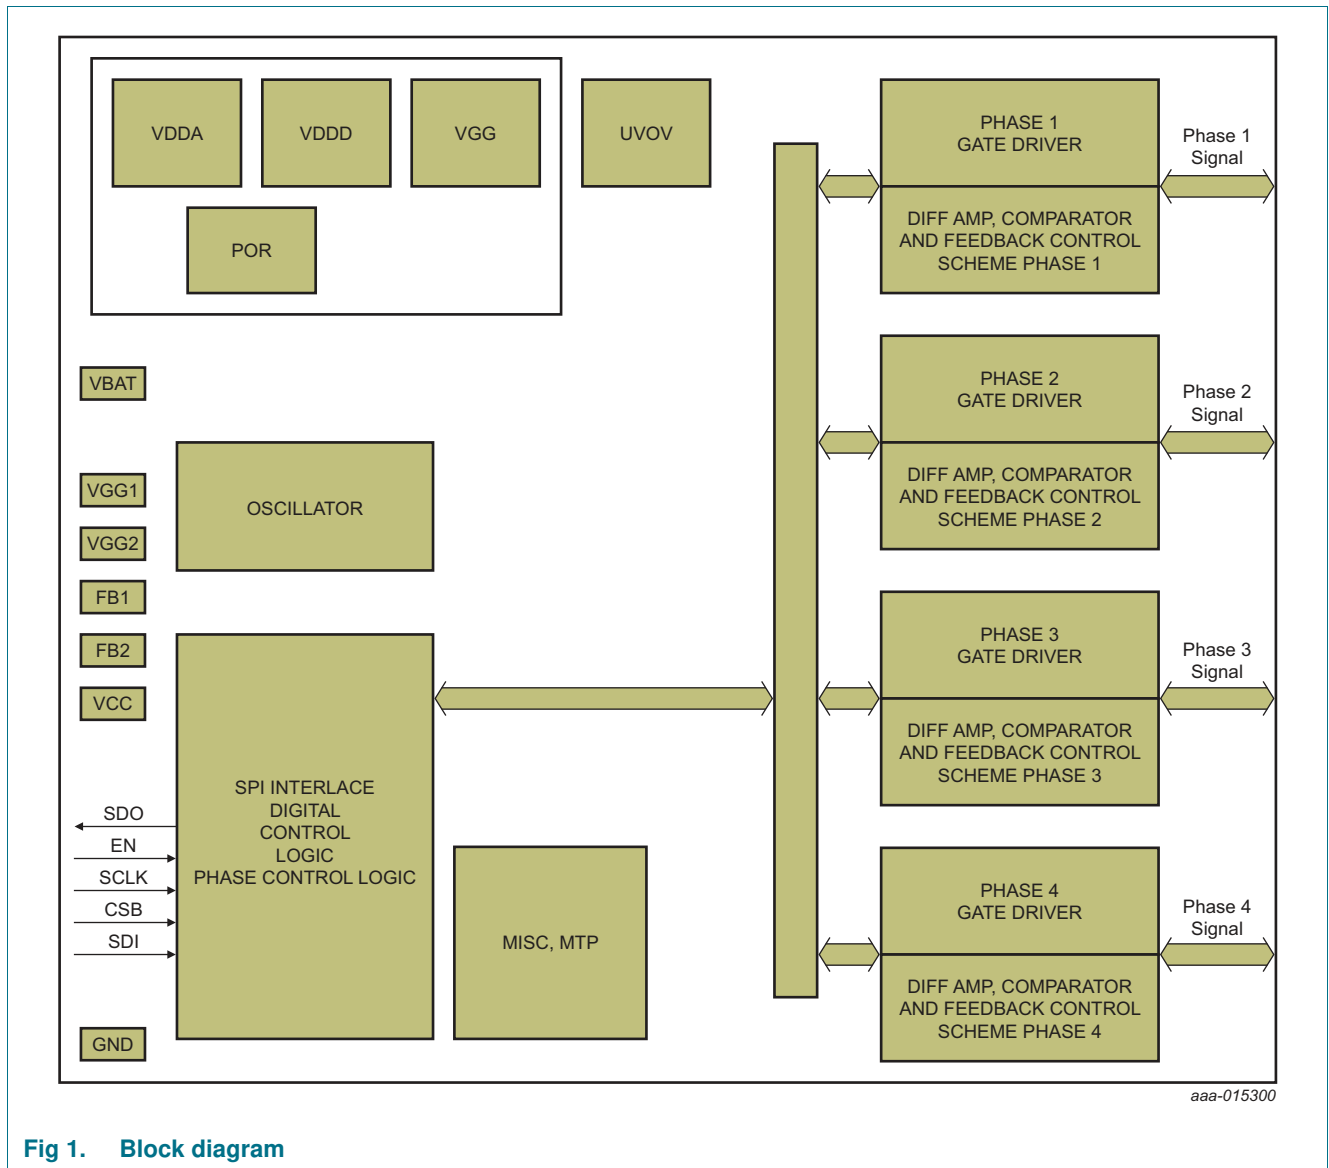 VDDA
VDDD
VGG
UVOV
POR
PHASE 1
GATE DRIVER
DIFF AMP, COMPARATOR
AND FEEDBACK CONTROL
SCHEME PHASE 1
Phase 1
Signal
VBAT
PHASE 2
GATE DRIVER
DIFF AMP, COMPARATOR
AND FEEDBACK CONTROL
SCHEME PHASE 2
Phase 2
Signal
VGG1
VGG2
FB1
FB2
VCC
OSCILLATOR
PHASE 3
GATE DRIVER
DIFF AMP, COMPARATOR
AND FEEDBACK CONTROL
SCHEME PHASE 3
Phase 3
Signal
SPI INTERLACE
DIGITAL
CONTROL
LOGIC
PHASE CONTROL LOGIC
SDO
EN
SCLK
CSB
SDI
GND
MISC, MTP
PHASE 4
GATE DRIVER
DIFF AMP, COMPARATOR
AND FEEDBACK CONTROL
SCHEME PHASE 4
Phase 4
Signal
aaa-015300
Fig 1. Block diagram